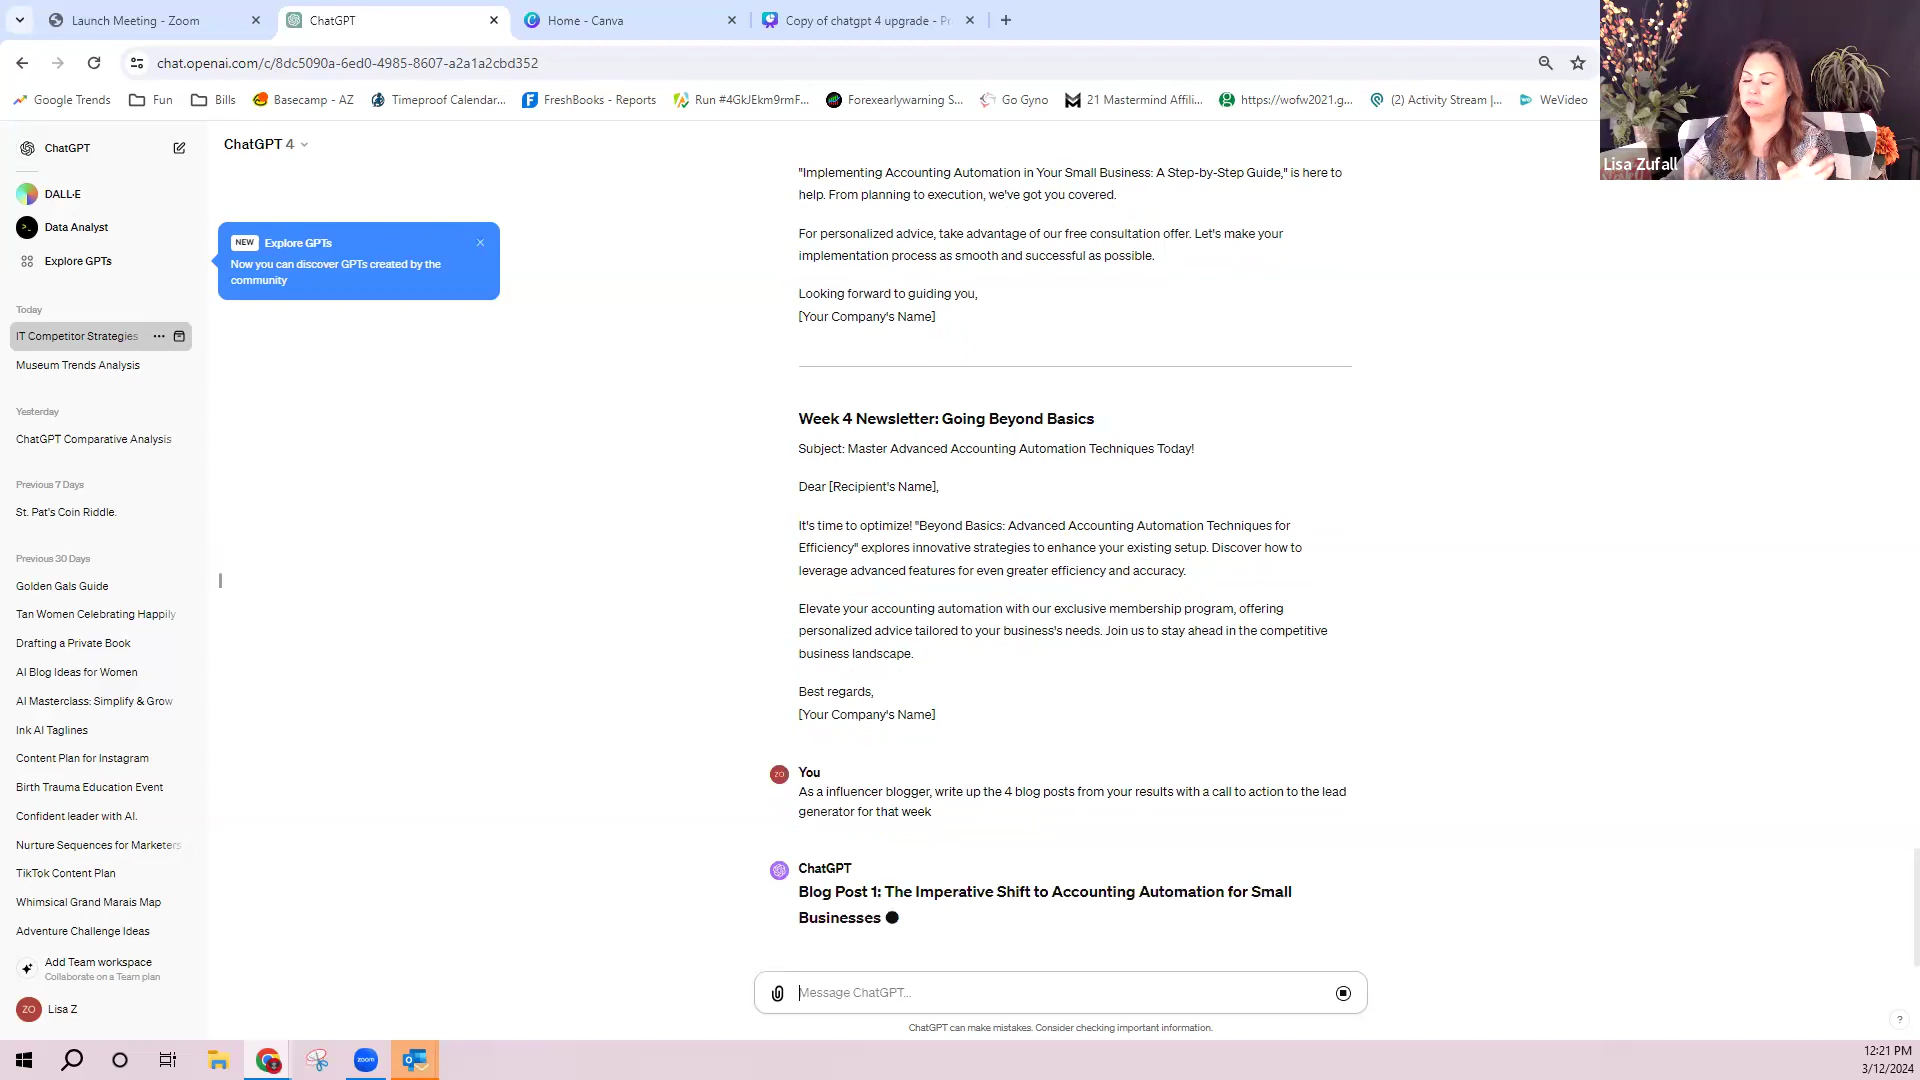 Launch Meeting - Zoom
ChatGPT
Home - Canva
Copy of chatgpt 4 upgrade - Pr
chat.openai.com/c/8dc5090a-6ed0-4985-8607-a2a1a2cbd352
Google Trends
Fun
Bills
Basecamp - AZ
Timeproof Calendar...
FreshBooks - Reports
Run #4GkJEkm9rmF...
Forexearlywarning S...
Go Gyno
21 Mastermind Affili...
https://wofw2021.g...
(2) Activity Stream |...
WeVideo
Lisa Zufall
ChatGPT
DALL·E
Data Analyst
Explore GPTs
Today
IT Competitor Strategies
Museum Trends Analysis
Yesterday
ChatGPT Comparative Analysis
Previous 7 Days
St. Pat's Coin Riddle.
Previous 30 Days
Golden Gals Guide
Tan Women Celebrating Happily
Drafting a Private Book
AI Blog Ideas for Women
AI Masterclass: Simplify & Grow
Ink AI Taglines
Content Plan for Instagram
Birth Trauma Education Event
Confident leader with AI.
Nurture Sequences for Marketers
TikTok Content Plan
Whimsical Grand Marais Map
Adventure Challenge Ideas
Add Team workspace
Collaborate on a Team plan
ZO Lisa Z
ChatGPT 4
NEW Explore GPTs
Now you can discover GPTs created by the
community
"Implementing Accounting Automation in Your Small Business: A Step-by-Step Guide," is here to
help. From planning to execution, we've got you covered.
For personalized advice, take advantage of our free consultation offer. Let's make your
implementation process as smooth and successful as possible.
Looking forward to guiding you,
[Your Company's Name]
Week 4 Newsletter: Going Beyond Basics
Subject: Master Advanced Accounting Automation Techniques Today!
Dear [Recipient's Name],
It's time to optimize! "Beyond Basics: Advanced Accounting Automation Techniques for
Efficiency" explores innovative strategies to enhance your existing setup. Discover how to
leverage advanced features for even greater efficiency and accuracy.
Elevate your accounting automation with our exclusive membership program, offering
personalized advice tailored to your business's needs. Join us to stay ahead in the competitive
business landscape.
Best regards,
[Your Company's Name]
ZO You
As a influencer blogger, write up the 4 blog posts from your results with a call to action to the lead
generator for that week
ChatGPT
Blog Post 1: The Imperative Shift to Accounting Automation for Small
Businesses
Message ChatGPT...
ChatGPT can make mistakes. Consider checking important information.
?
zoom
12:21 PM
3/12/2024